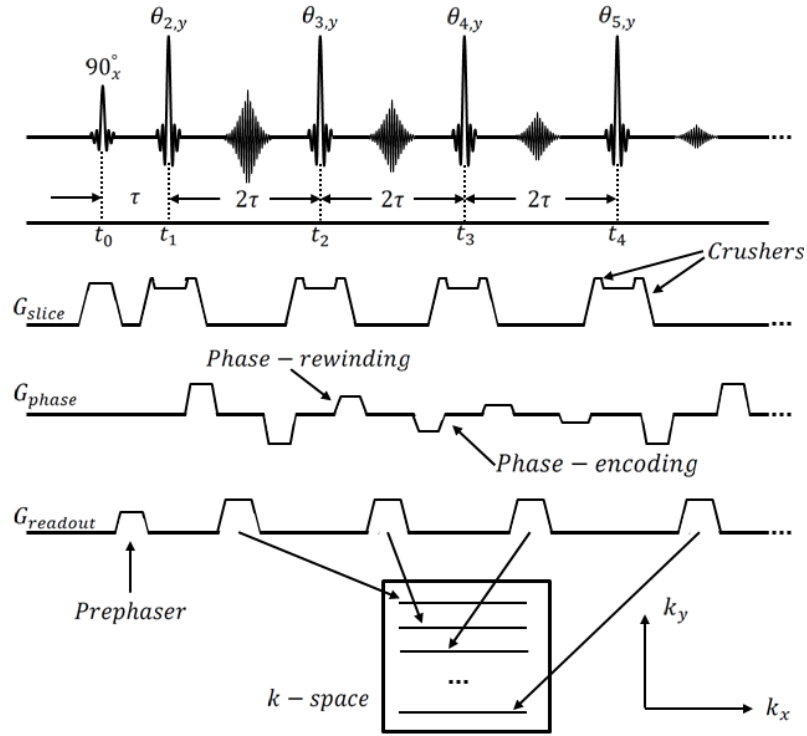 90°x θ2,y θ3,y θ4,y θ5,y
τ 2τ 2τ 2τ
t0 t1 t2 t3 t4
Crushers
Gslice
Phase − rewinding
Gphase
Phase − encoding
Greadout
Prephaser
k − space
...
ky
kx